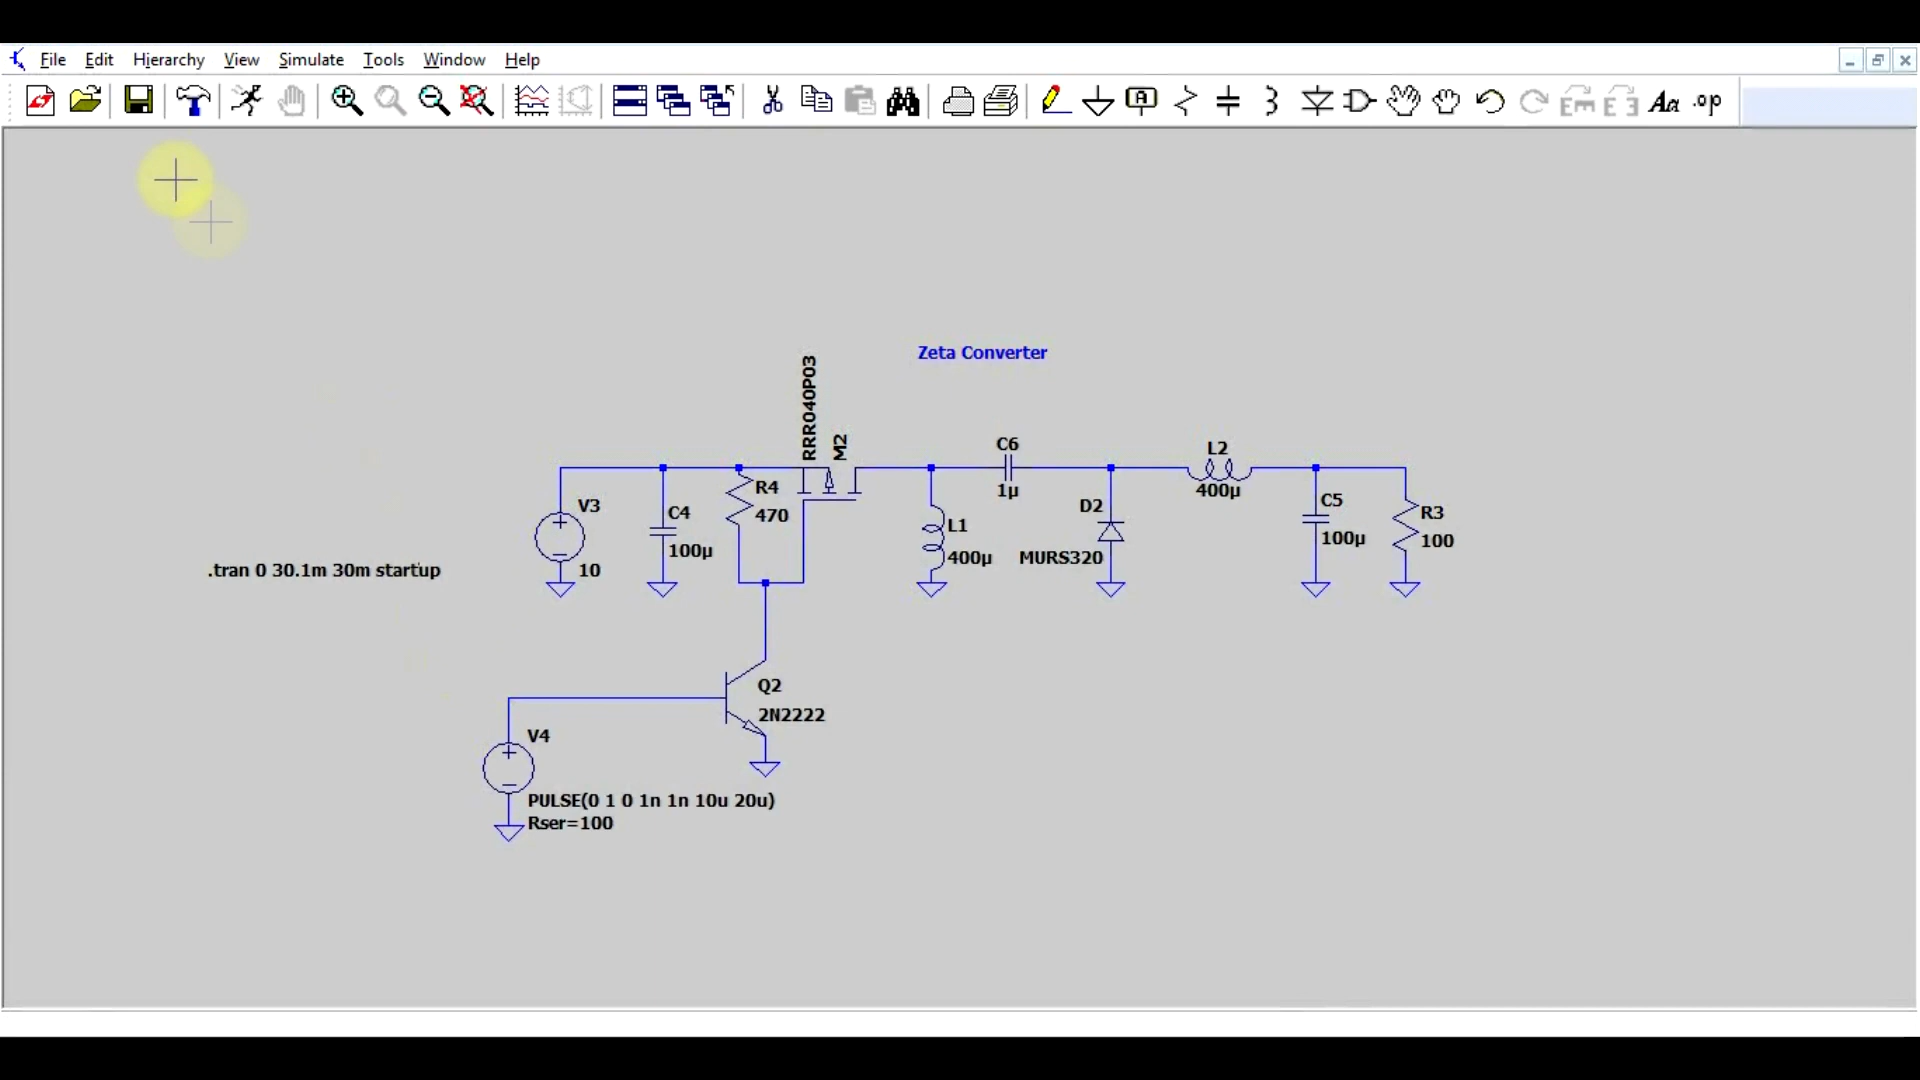 File Edit Hierarchy View Simulate Tools Window Help
A Aa .op
Zeta Converter
RRR040P03
M2
C6
1µ
L2
400µ
R4
470
V3
10
C4
100µ
L1
400µ
D2
MURS320
C5
100µ
R3
100
.tran 0 30.1m 30m startup
Q2
2N2222
V4
PULSE(0 1 0 1n 1n 10u 20u)
Rser=100